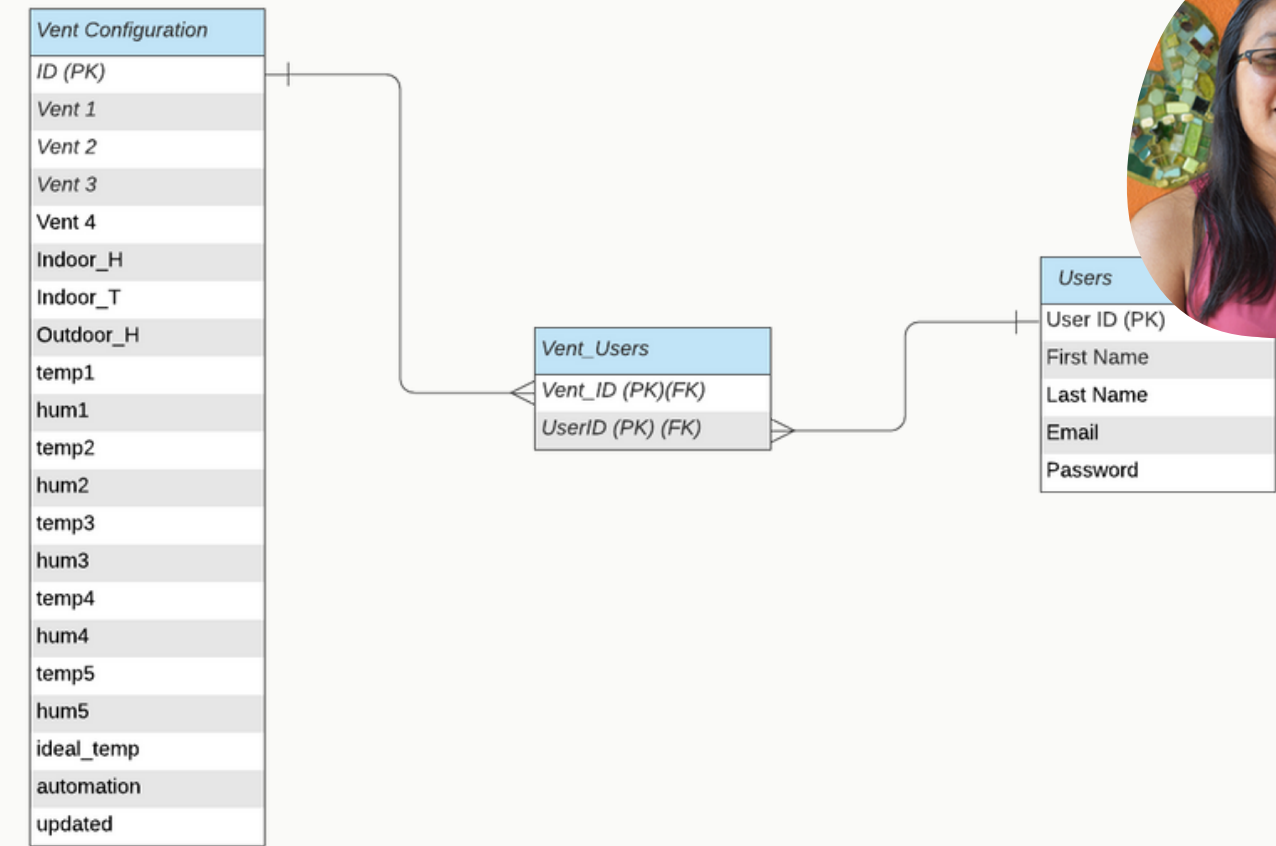 Vent Configuration
ID (PK)
Vent 1
Vent 2
Vent 3
Vent 4
Indoor_H
Indoor_T
Outdoor_H
temp1
hum1
temp2
hum2
temp3
hum3
temp4
hum4
temp5
hum5
ideal_temp
automation
updated
Vent_Users
Vent_ID (PK)(FK)
UserID (PK) (FK)
Users
User ID (PK)
First Name
Last Name
Email
Password